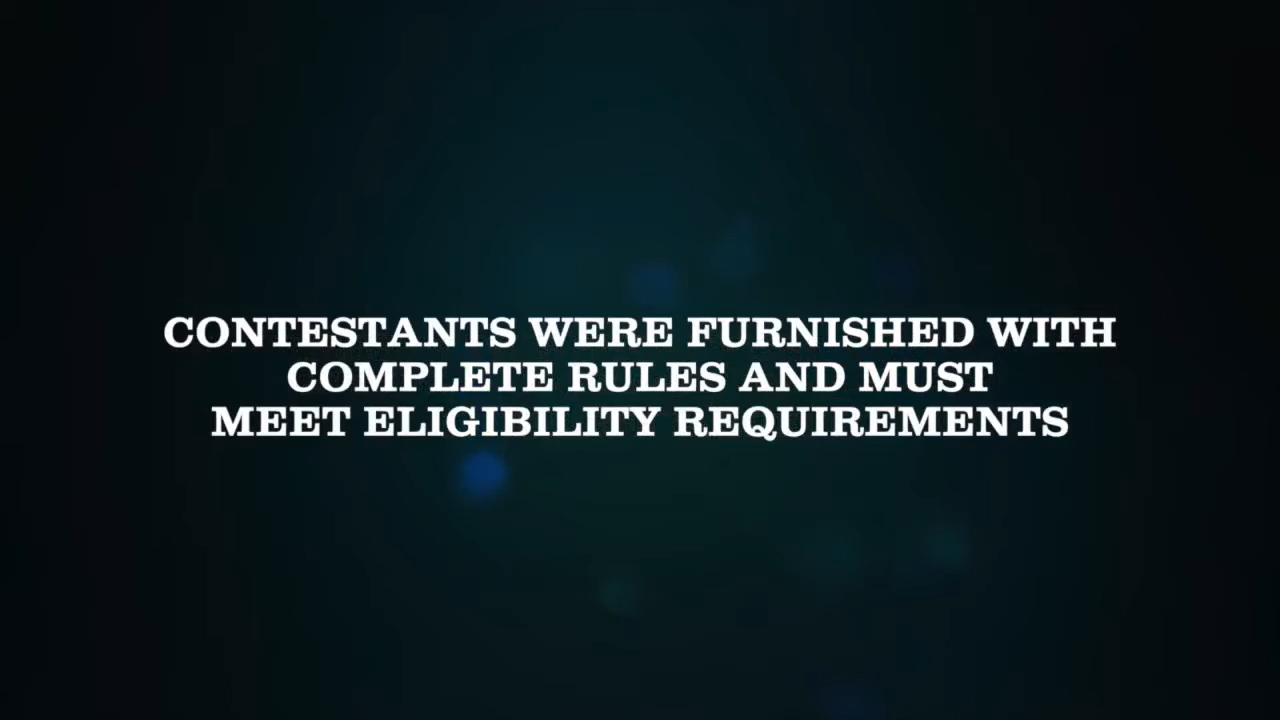 CONTESTANTS WERE FURNISHED WITH
COMPLETE RULES AND MUST
MEET ELIGIBILITY REQUIREMENTS